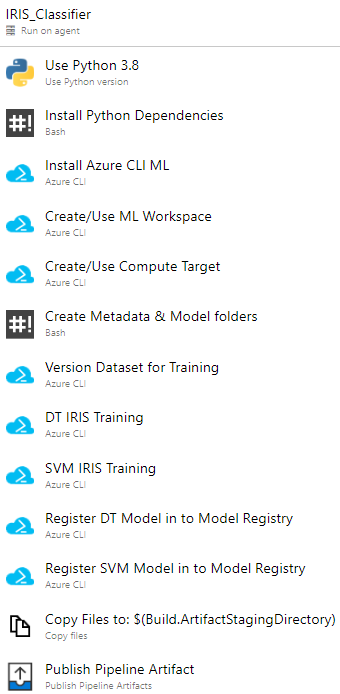 IRIS_Classifier
Run on agent
Use Python 3.8
Use Python version
#!
Install Python Dependencies
Bash
Install Azure CLI ML
Azure CLI
Create/Use ML Workspace
Azure CLI
Create/Use Compute Target
Azure CLI
#!
Create Metadata & Model folders
Bash
Version Dataset for Training
Azure CLI
DT IRIS Training
Azure CLI
SVM IRIS Training
Azure CLI
Register DT Model in to Model Registry
Azure CLI
Register SVM Model in to Model Registry
Azure CLI
Copy Files to: $(Build.ArtifactStagingDirectory)
Copy files
Publish Pipeline Artifact
Publish Pipeline Artifacts